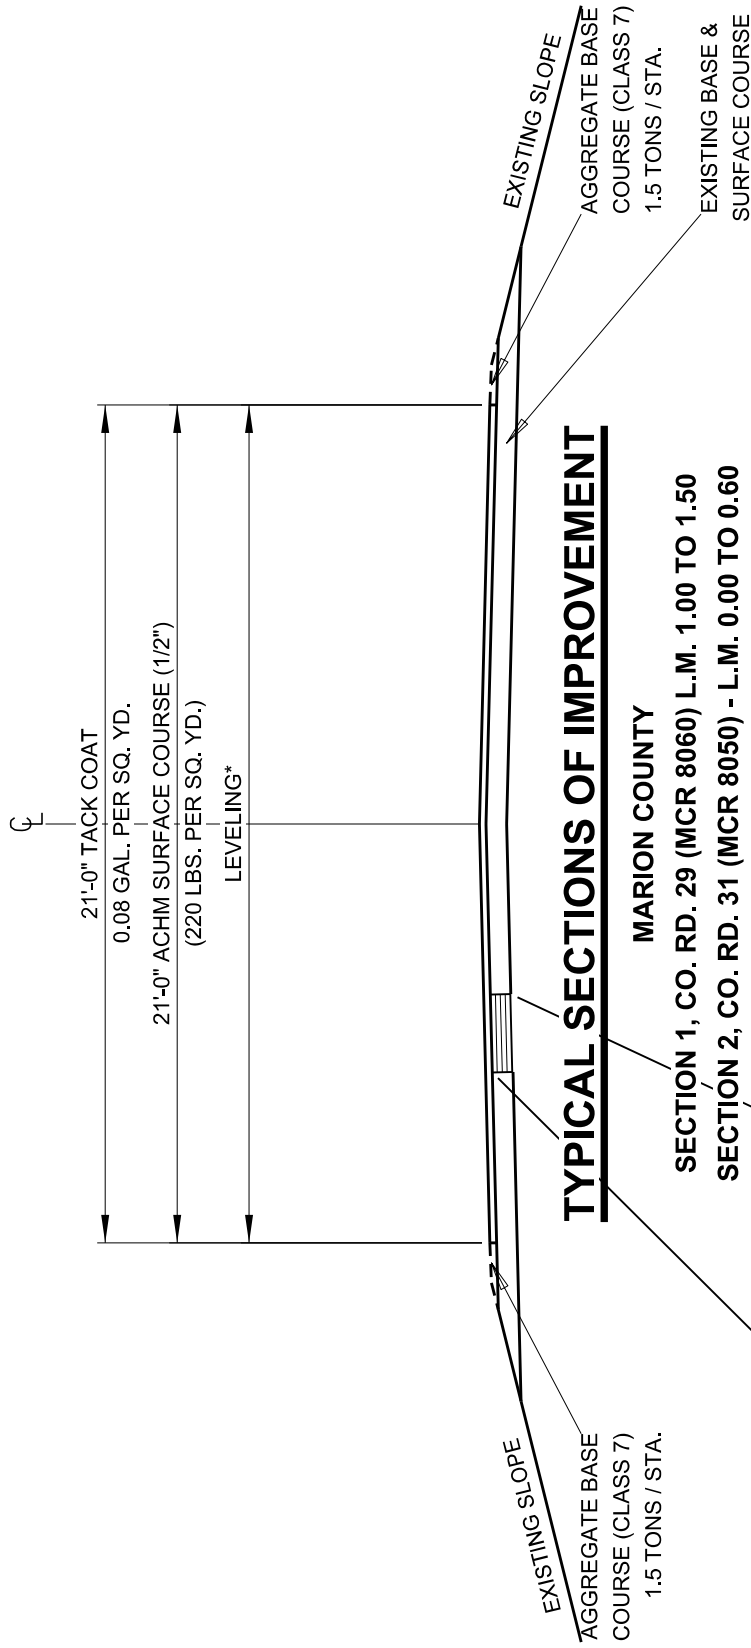 ℄
21'-0" TACK COAT
0.08 GAL. PER SQ. YD.
21'-0" ACHM SURFACE COURSE (1/2")
(220 LBS. PER SQ. YD.)
LEVELING*
EXISTING SLOPE
AGGREGATE BASE
COURSE (CLASS 7)
1.5 TONS / STA.
EXISTING SLOPE
AGGREGATE BASE
COURSE (CLASS 7)
1.5 TONS / STA.
EXISTING BASE &
SURFACE COURSE
TYPICAL SECTIONS OF IMPROVEMENT
MARION COUNTY
SECTION 1, CO. RD. 29 (MCR 8060) L.M. 1.00 TO 1.50
SECTION 2, CO. RD. 31 (MCR 8050) - L.M. 0.00 TO 0.60